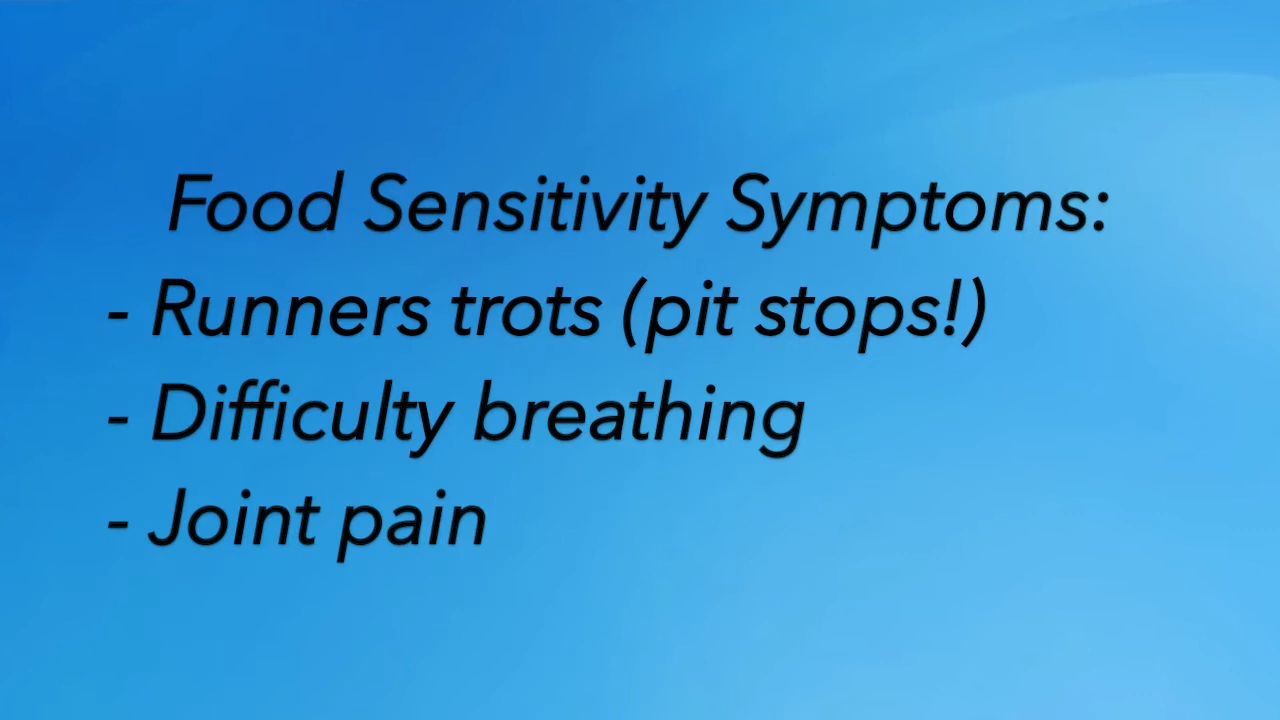 Food Sensitivity Symptoms:
- Runners trots (pit stops!)
- Difficulty breathing
- Joint pain